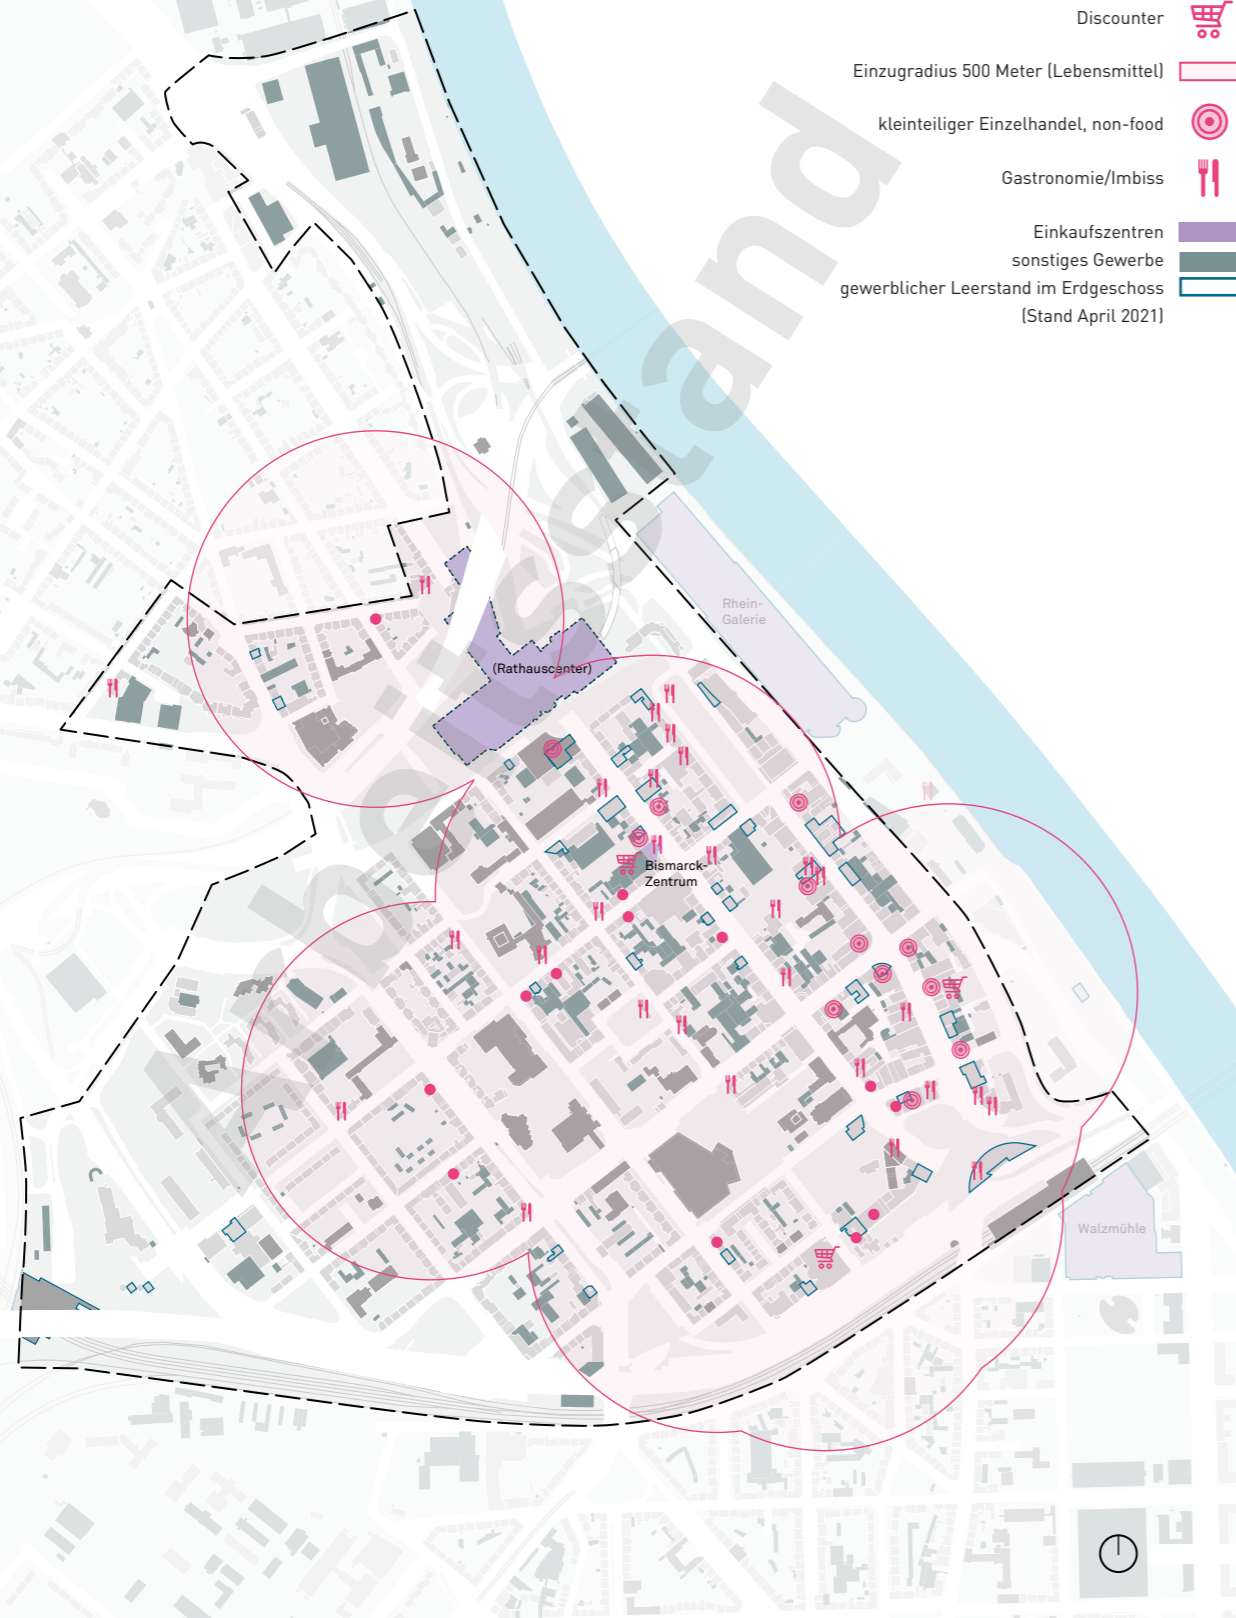 Discounter
Einzugradius 500 Meter (Lebensmittel)
kleinteiliger Einzelhandel, non-food
Gastronomie/Imbiss
Einkaufszentren
sonstiges Gewerbe
gewerblicher Leerstand im Erdgeschoss
(Stand April 2021)
Rhein-
Galerie
(Rathauscenter)
Bismarck-
Zentrum
Walzmühle